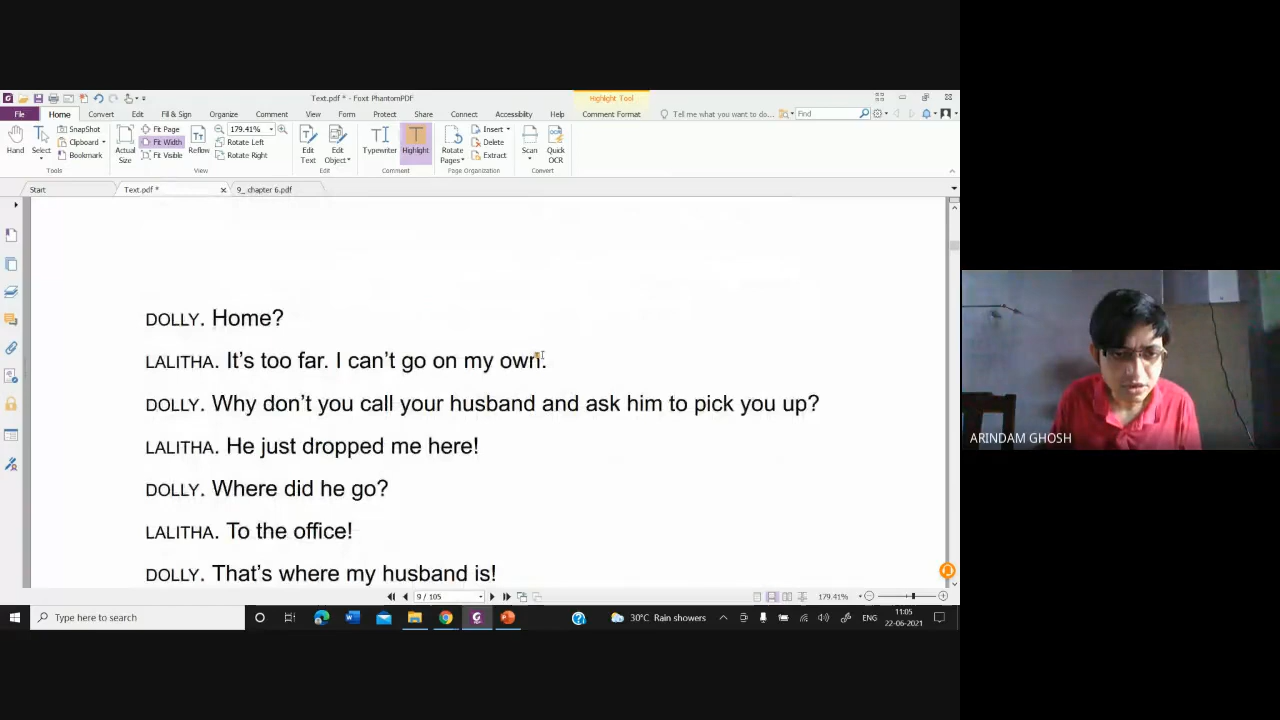 Text.pdf * - Foxit PhantomPDF
Highlight Tool
File Home Convert Edit Fill & Sign Organize Comment View Form Protect Share Connect Accessibility Help Comment Format Tell me what you want to do... Find
Hand
Select
SnapShot
Clipboard
Bookmark
Tools
Actual Size
Fit Page
Fit Width
Fit Visible
Reflow
179.41%
Rotate Left
Rotate Right
View
Edit Text
Edit Object
Edit
Typewriter
Highlight
Comment
Rotate Pages
Insert
Delete
Extract
Page Organization
Scan
Quick OCR
Convert
Start
Text.pdf *
9_ chapter 6.pdf
DOLLY. Home?
LALITHA. It’s too far. I can’t go on my own.
DOLLY. Why don’t you call your husband and ask him to pick you up?
LALITHA. He just dropped me here!
DOLLY. Where did he go?
LALITHA. To the office!
DOLLY. That’s where my husband is!
ARINDAM GHOSH
9 / 105
179.41%
Type here to search
30°C Rain showers
ENG
11:05
22-06-2021